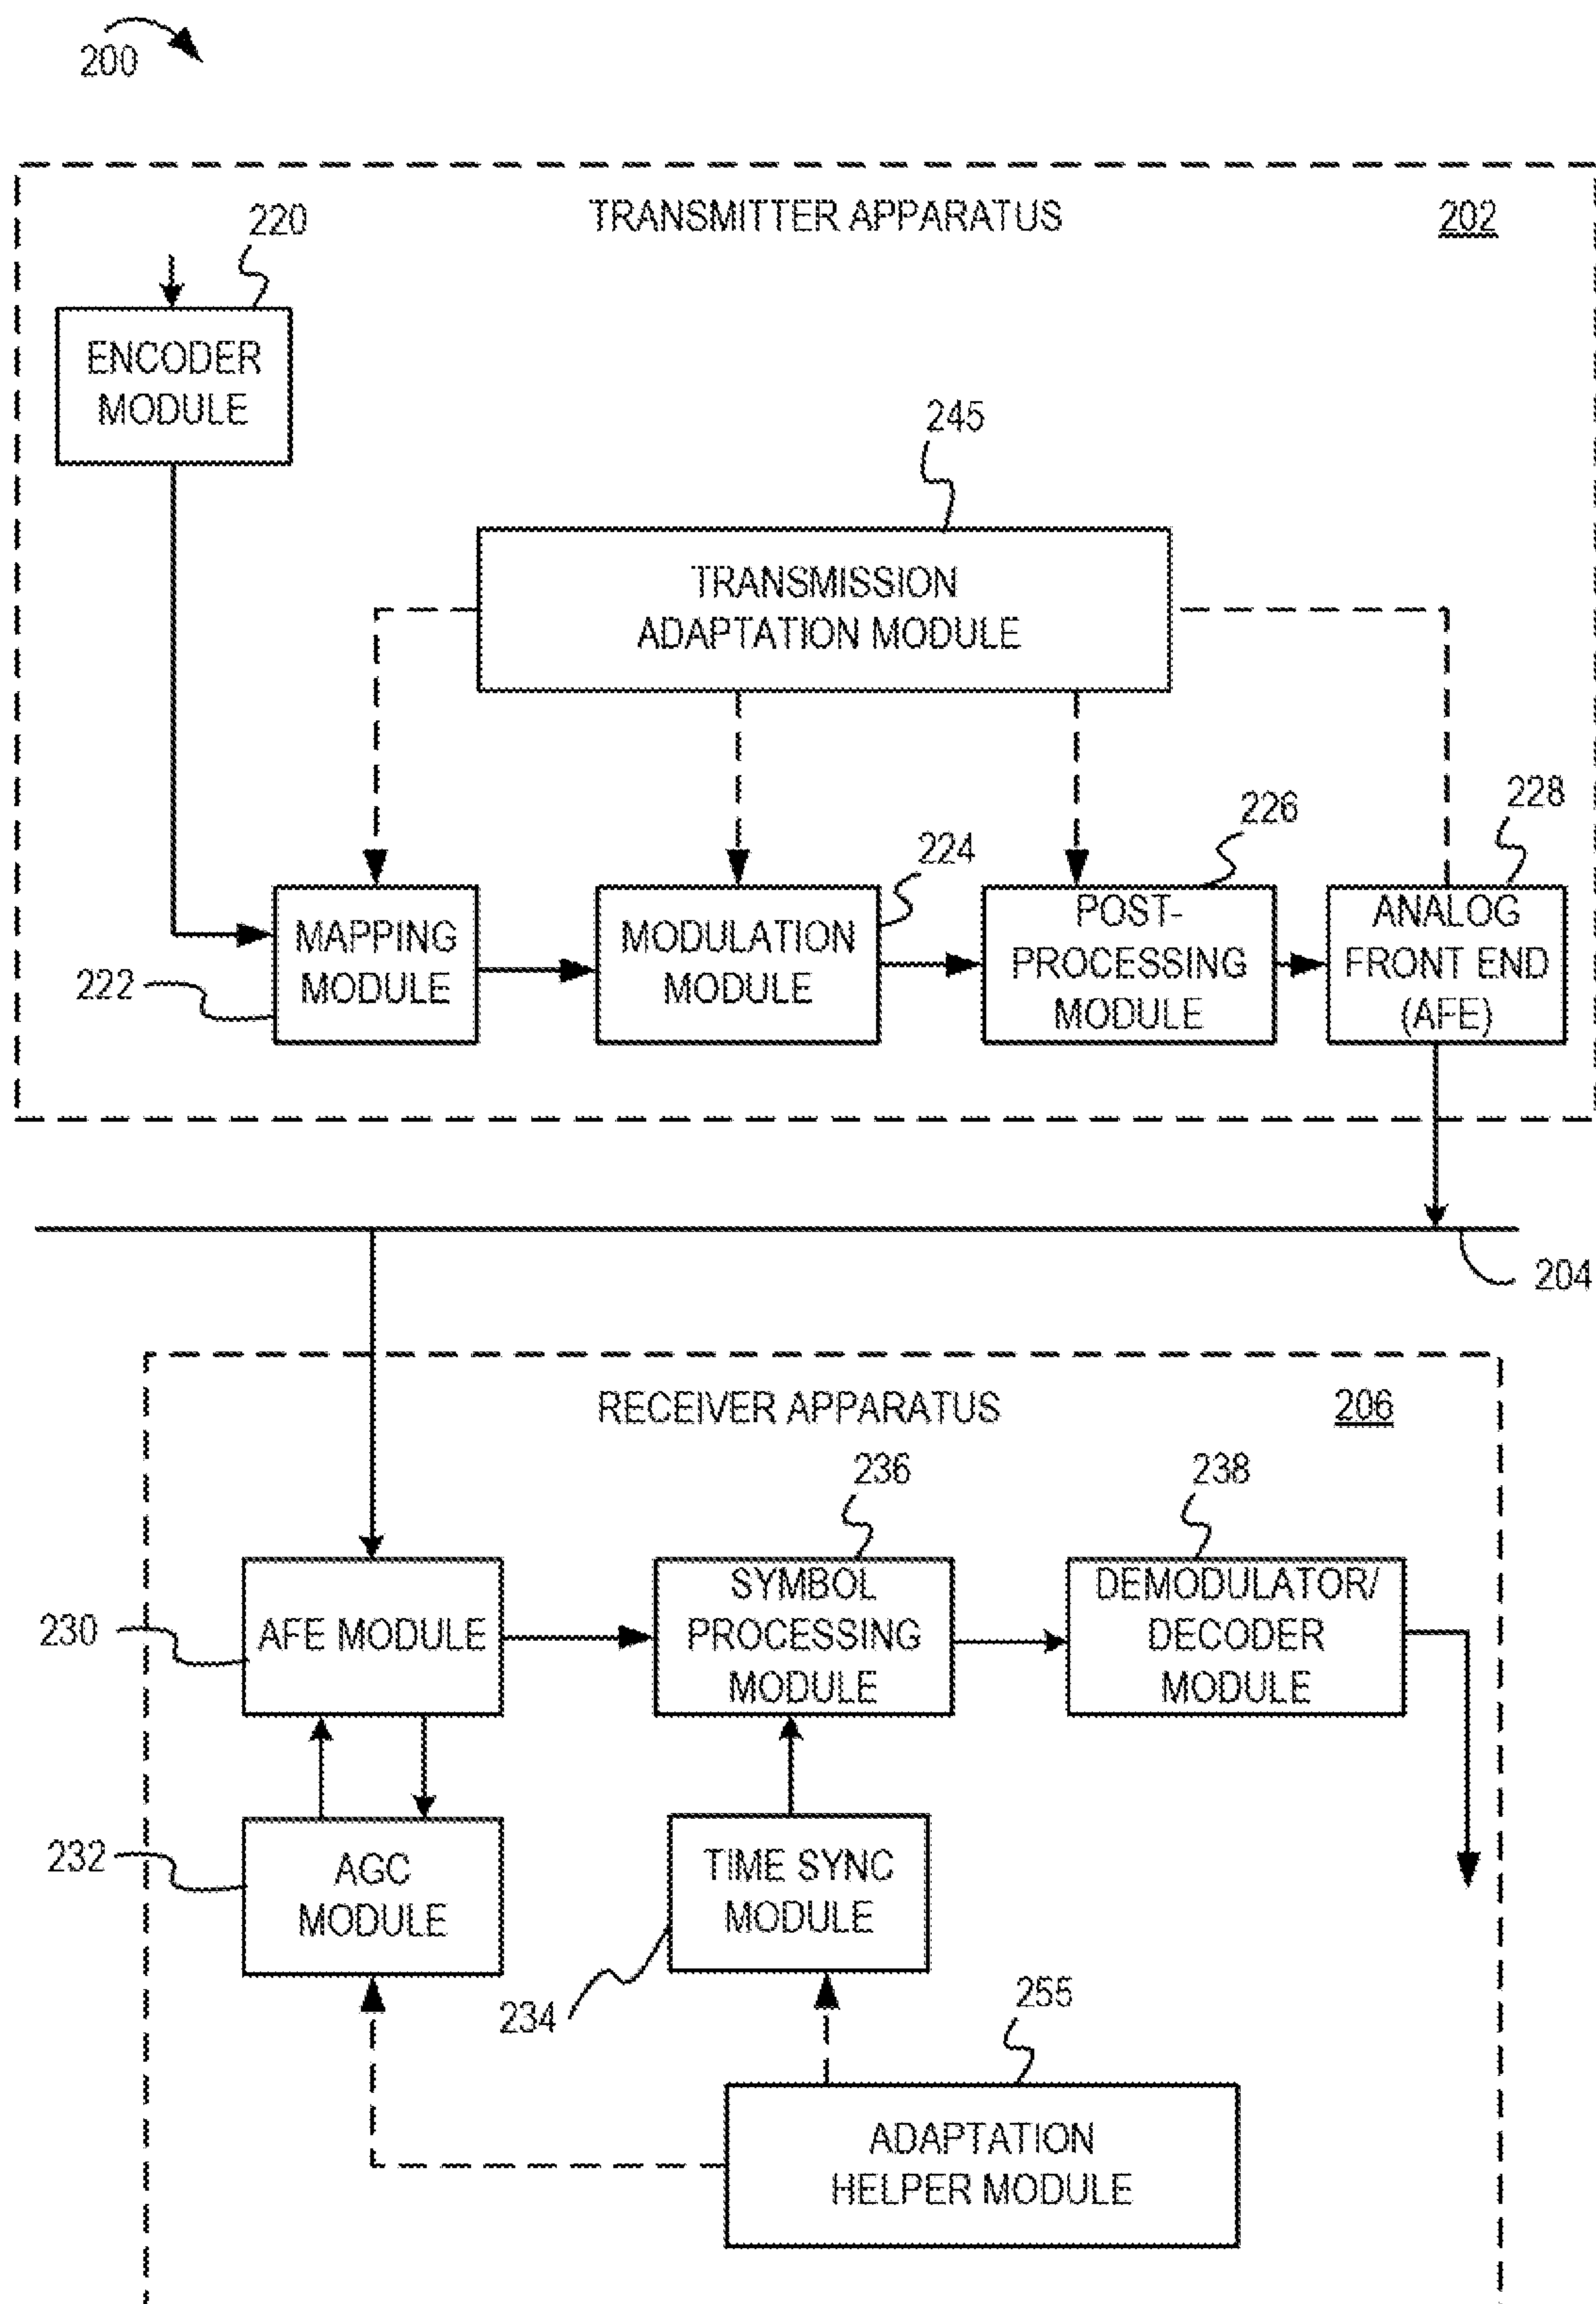 200
TRANSMITTER APPARATUS
202
220
ENCODER
MODULE
245
TRANSMISSION
ADAPTATION MODULE
222
MAPPING
MODULE
224
MODULATION
MODULE
226
POST-
PROCESSING
MODULE
228
ANALOG
FRONT END
(AFE)
204
RECEIVER APPARATUS
206
230
AFE MODULE
236
SYMBOL
PROCESSING
MODULE
238
DEMODULATOR/
DECODER
MODULE
232
AGC
MODULE
234
TIME SYNC
MODULE
255
ADAPTATION
HELPER MODULE